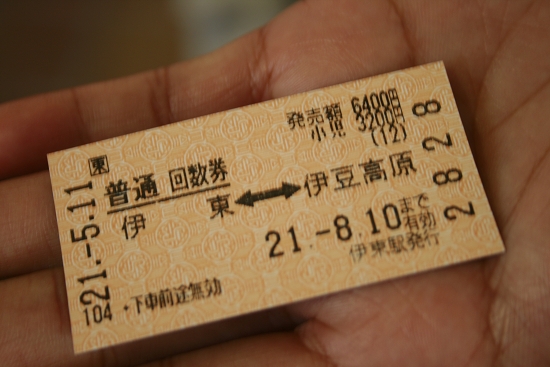 発売額 6400円
小児 3200円
(12)
普通 回数券
伊東 ↔ 伊豆高原
21.-8.10まで有効
伊東駅発行
・下車前途無効
21.-5.11
104
2828